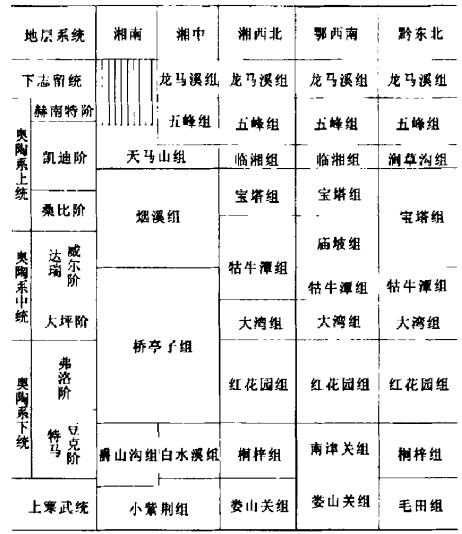 地层系统 湘南 湘中 湘西北 鄂西南 黔东北
下志留统 龙马溪组 龙马溪组 龙马溪组 龙马溪组
奥陶系上统 赫南特阶 五峰组 五峰组 五峰组 五峰组
凯迪阶 天马山组 临湘组 临湘组 涧草沟组
桑比阶 烟溪组 宝塔组 宝塔组 宝塔组
奥陶系中统 达瑞威尔阶 牯牛潭组 庙坡组
牯牛潭组 牯牛潭组
大坪阶 桥亭子组 大湾组 大湾组 大湾组
奥陶系下统 弗洛阶 红花园组 红花园组 红花园组
特马豆克阶 爵山沟组 白水溪组 桐梓组 南津关组 桐梓组
上寒武统 小紫荆组 娄山关组 娄山关组 毛田组